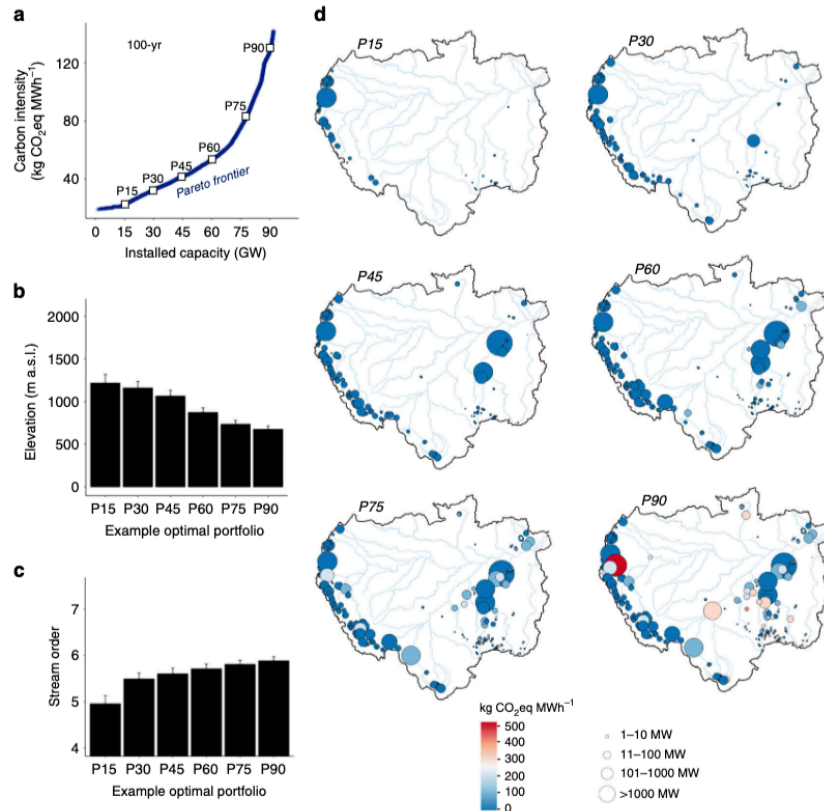 a
100-yr
Carbon intensity
(kg CO₂eq MWh⁻¹)
120
80
40
P15
P30
P45
P60
P75
P90
Pareto frontier
0 15 30 45 60 75 90
Installed capacity (GW)
b
Elevation (m a.s.l.)
2000
1500
1000
500
0
P15 P30 P45 P60 P75 P90
Example optimal portfolio
c
Stream order
7
6
5
4
P15 P30 P45 P60 P75 P90
Example optimal portfolio
d
P15
P30
P45
P60
P75
P90
kg CO₂eq MWh⁻¹
500
400
300
200
100
0
1–10 MW
11–100 MW
101–1000 MW
>1000 MW